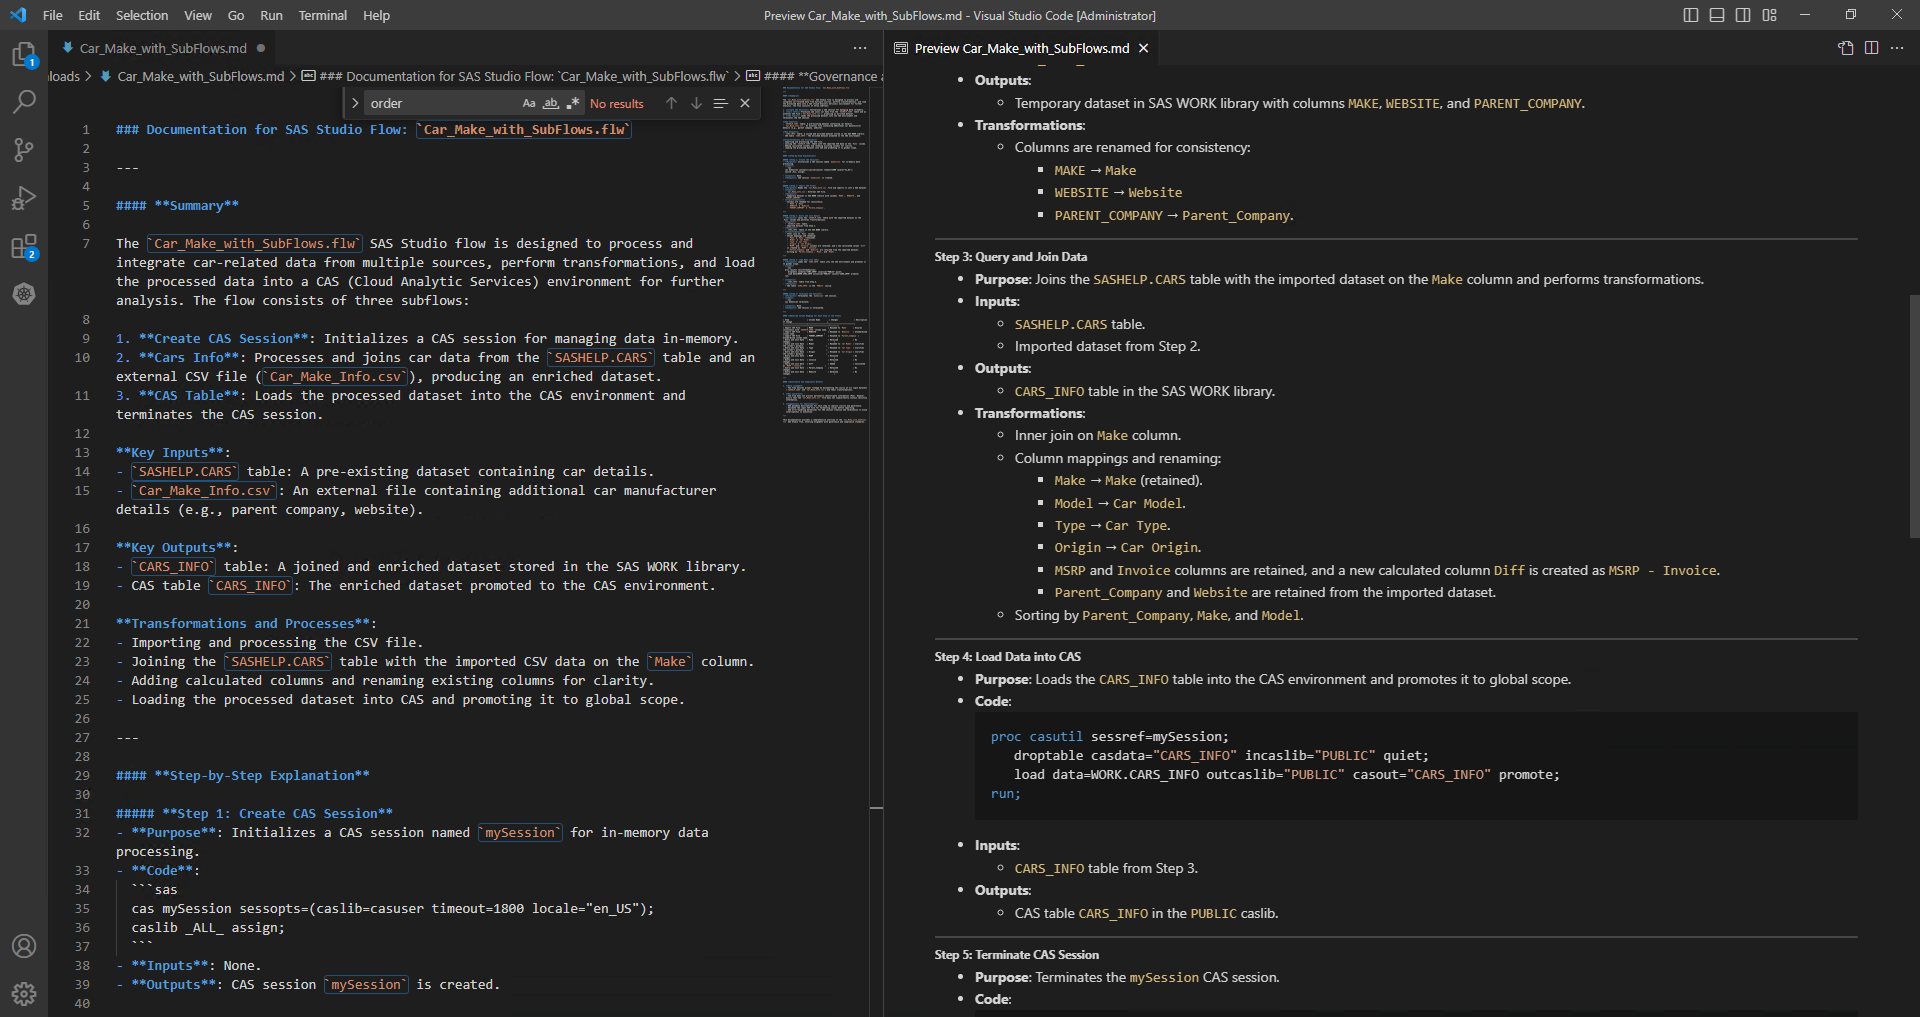 File Edit Selection View Go Run Terminal Help
Preview Car_Make_with_SubFlows.md - Visual Studio Code [Administrator]
Car_Make_with_SubFlows.md
loads > Car_Make_with_SubFlows.md > ### Documentation for SAS Studio Flow: `Car_Make_with_SubFlows.flw` > #### **Governance a
order
Aa ab .* No results
1
2
1 ### Documentation for SAS Studio Flow: `Car_Make_with_SubFlows.flw`
2
3 ---
4
5 #### **Summary**
6
7 The `Car_Make_with_SubFlows.flw` SAS Studio flow is designed to process and
integrate car-related data from multiple sources, perform transformations, and load
the processed data into a CAS (Cloud Analytic Services) environment for further
analysis. The flow consists of three subflows:
8
9 1. **Create CAS Session**: Initializes a CAS session for managing data in-memory.
10 2. **Cars Info**: Processes and joins car data from the `SASHELP.CARS` table and an
external CSV file (`Car_Make_Info.csv`), producing an enriched dataset.
11 3. **CAS Table**: Loads the processed dataset into the CAS environment and
terminates the CAS session.
12
13 **Key Inputs**:
14 - `SASHELP.CARS` table: A pre-existing dataset containing car details.
15 - `Car_Make_Info.csv`: An external file containing additional car manufacturer
details (e.g., parent company, website).
16
17 **Key Outputs**:
18 - `CARS_INFO` table: A joined and enriched dataset stored in the SAS WORK library.
19 - CAS table `CARS_INFO`: The enriched dataset promoted to the CAS environment.
20
21 **Transformations and Processes**:
22 - Importing and processing the CSV file.
23 - Joining the `SASHELP.CARS` table with the imported CSV data on the `Make` column.
24 - Adding calculated columns and renaming existing columns for clarity.
25 - Loading the processed dataset into CAS and promoting it to global scope.
26
27 ---
28
29 #### **Step-by-Step Explanation**
30
31 ##### **Step 1: Create CAS Session**
32 - **Purpose**: Initializes a CAS session named `mySession` for in-memory data
processing.
33 - **Code**:
34 ```sas
35 cas mySession sessopts=(caslib=casuser timeout=1800 locale="en_US");
36 caslib _ALL_ assign;
37 ```
38 - **Inputs**: None.
39 - **Outputs**: CAS session `mySession` is created.
40
Preview Car_Make_with_SubFlows.md
• Outputs:
◦ Temporary dataset in SAS WORK library with columns MAKE, WEBSITE, and PARENT_COMPANY.
• Transformations:
◦ Columns are renamed for consistency:
▪ MAKE → Make
▪ WEBSITE → Website
▪ PARENT_COMPANY → Parent_Company.
Step 3: Query and Join Data
• Purpose: Joins the SASHELP.CARS table with the imported dataset on the Make column and performs transformations.
• Inputs:
◦ SASHELP.CARS table.
◦ Imported dataset from Step 2.
• Outputs:
◦ CARS_INFO table in the SAS WORK library.
• Transformations:
◦ Inner join on Make column.
◦ Column mappings and renaming:
▪ Make → Make (retained).
▪ Model → Car Model.
▪ Type → Car Type.
▪ Origin → Car Origin.
▪ MSRP and Invoice columns are retained, and a new calculated column Diff is created as MSRP - Invoice.
▪ Parent_Company and Website are retained from the imported dataset.
◦ Sorting by Parent_Company, Make, and Model.
Step 4: Load Data into CAS
• Purpose: Loads the CARS_INFO table into the CAS environment and promotes it to global scope.
• Code:
proc casutil sessref=mySession;
droptable casdata="CARS_INFO" incaslib="PUBLIC" quiet;
load data=WORK.CARS_INFO outcaslib="PUBLIC" casout="CARS_INFO" promote;
run;
• Inputs:
◦ CARS_INFO table from Step 3.
• Outputs:
◦ CAS table CARS_INFO in the PUBLIC caslib.
Step 5: Terminate CAS Session
• Purpose: Terminates the mySession CAS session.
• Code: